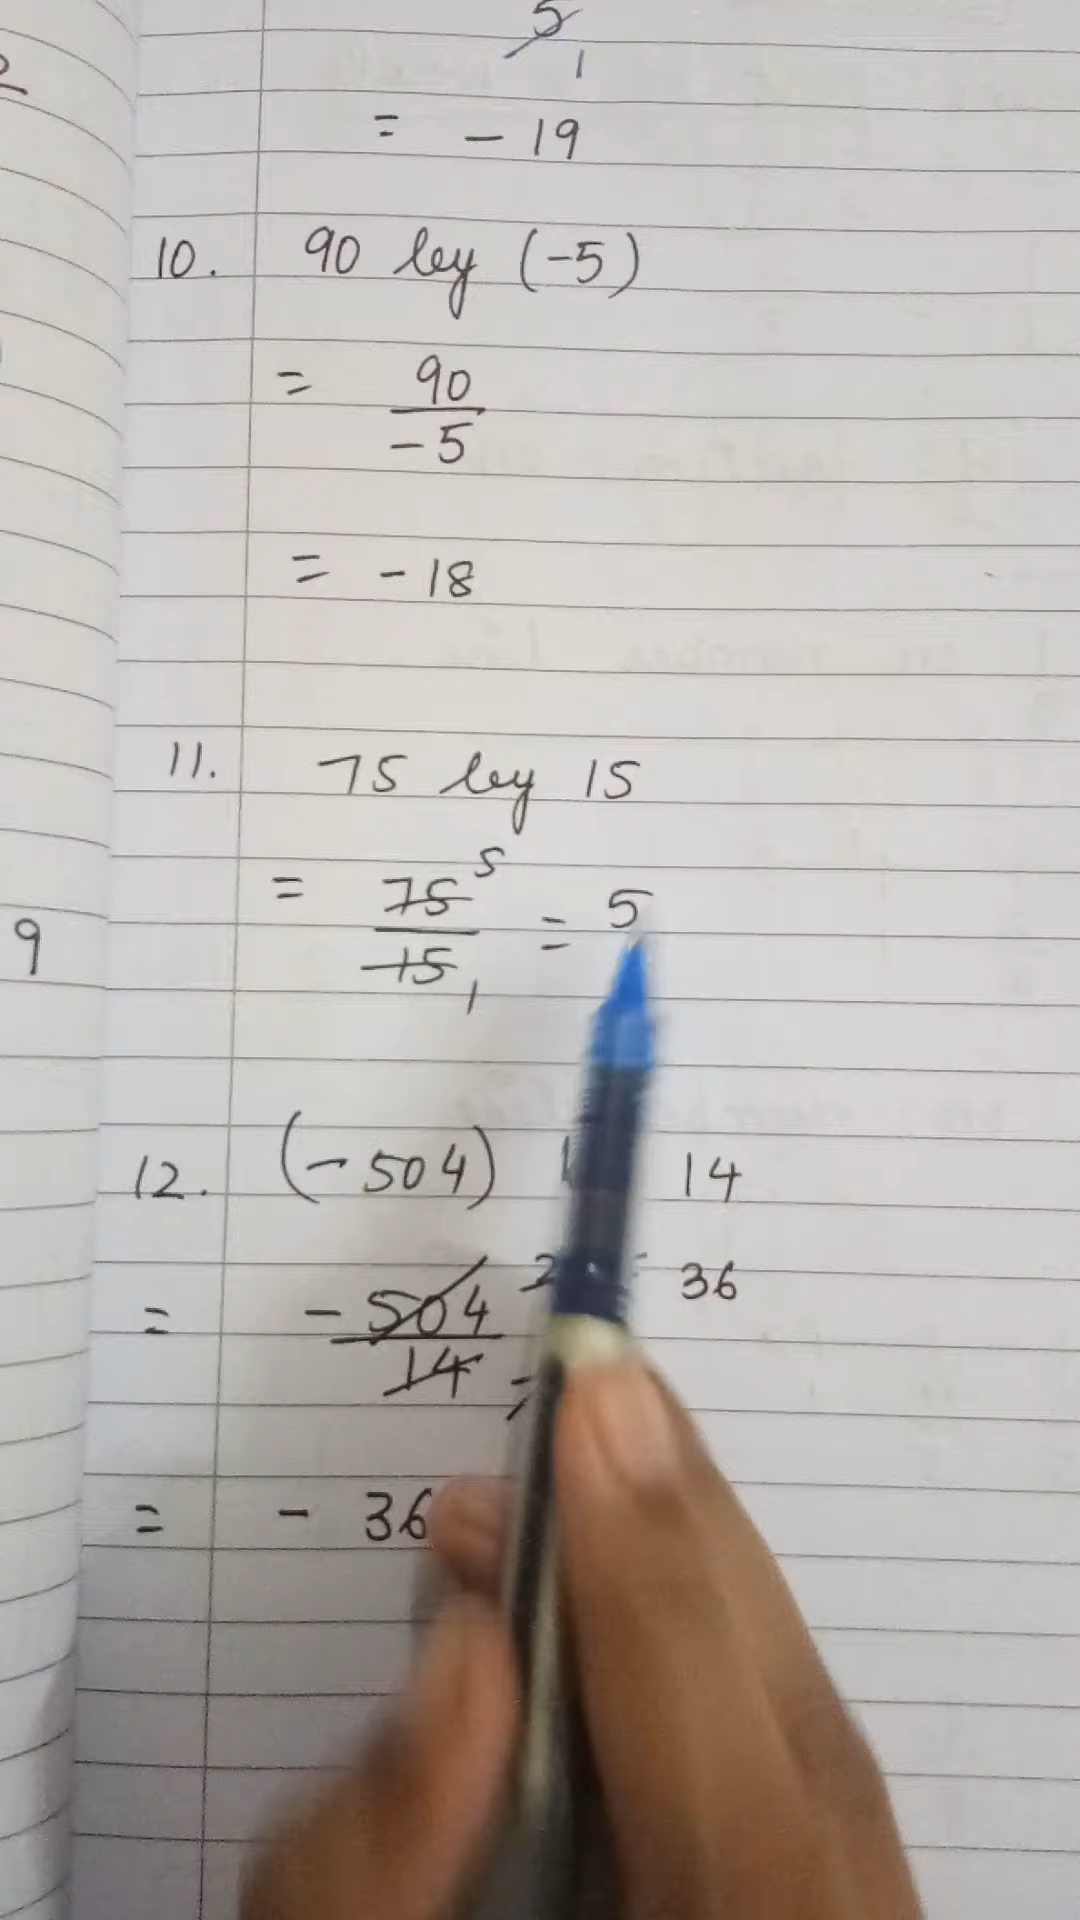 2
5
1
= - 19
10. 90 by (-5)
= 90
-5
= - 18
11. 75 by 15
5
= 75 = 5
15
1
9
12. (-504) 14
= - 504 36
14
= - 36